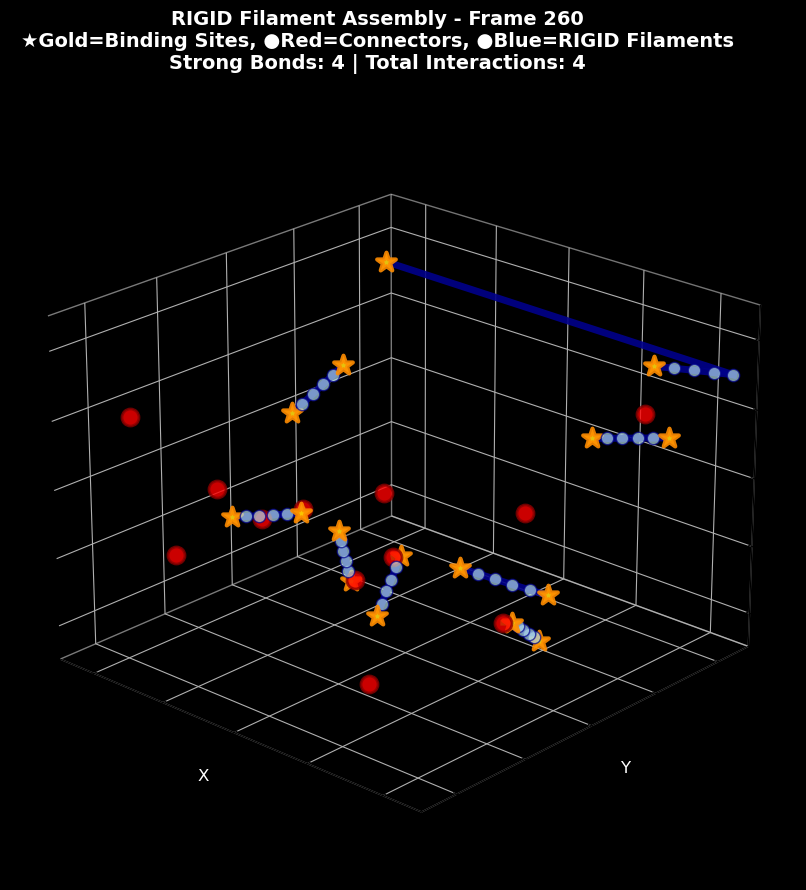 RIGID Filament Assembly - Frame 260
★Gold=Binding Sites, ●Red=Connectors, ●Blue=RIGID Filaments
Strong Bonds: 4 | Total Interactions: 4
X
Y